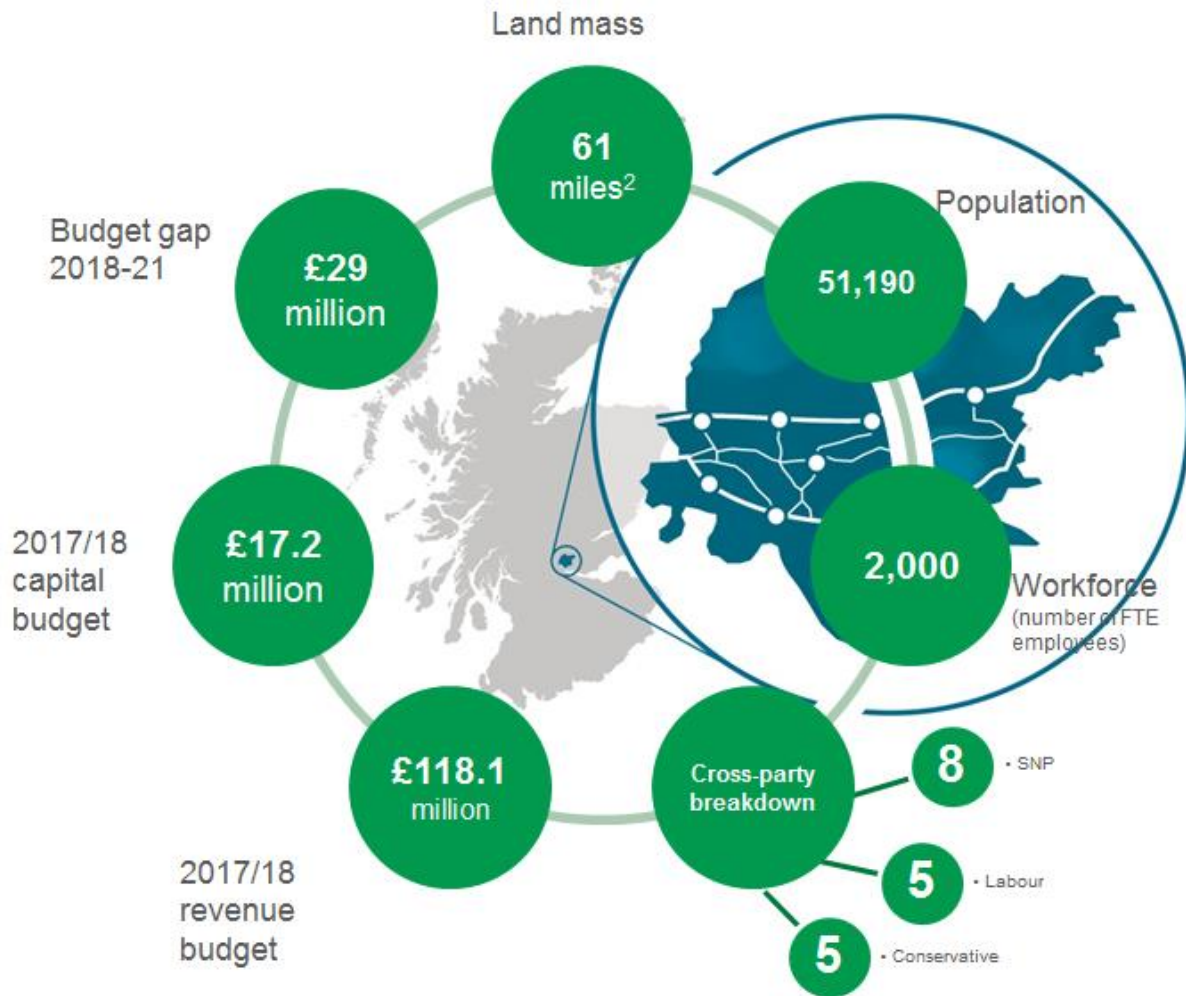 Land mass
61
miles²
Population
51,190
Budget gap
2018-21
£29
million
2017/18
capital
budget
£17.2
million
2,000
Workforce
(number of FTE
employees)
£118.1
million
2017/18
revenue
budget
Cross-party
breakdown
8
• SNP
5
• Labour
5
• Conservative